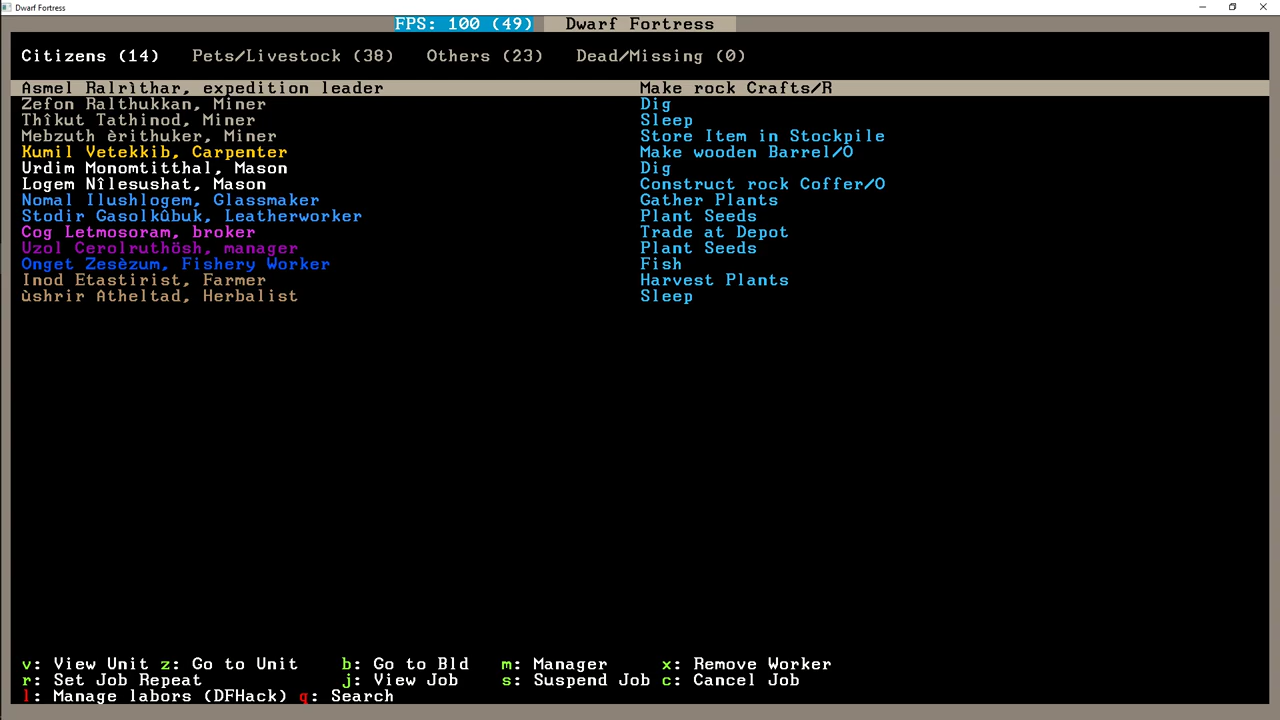 Dwarf Fortress
FPS: 100 (49) Dwarf Fortress
Citizens (14) Pets/Livestock (38) Others (23) Dead/Missing (0)
Asmel Ralrìthar, expedition leader Make rock Crafts/R
Zefon Ralthukkan, Miner Dig
Thîkut Tathinod, Miner Sleep
Mebzuth èrithuker, Miner Store Item in Stockpile
Kumil Vetekkib, Carpenter Make wooden Barrel/O
Urdim Monomtitthal, Mason Dig
Logem Nîlesushat, Mason Construct rock Coffer/O
Nomal Ilushlogem, Glassmaker Gather Plants
Stodir Gasolkûbuk, Leatherworker Plant Seeds
Cog Letmosoram, broker Trade at Depot
Uzol Cerolruthösh, manager Plant Seeds
Onget Zesèzum, Fishery Worker Fish
Inod Etastirist, Farmer Harvest Plants
ùshrir Atheltad, Herbalist Sleep
v: View Unit z: Go to Unit b: Go to Bld m: Manager x: Remove Worker
r: Set Job Repeat j: View Job s: Suspend Job c: Cancel Job
l: Manage labors (DFHack) q: Search